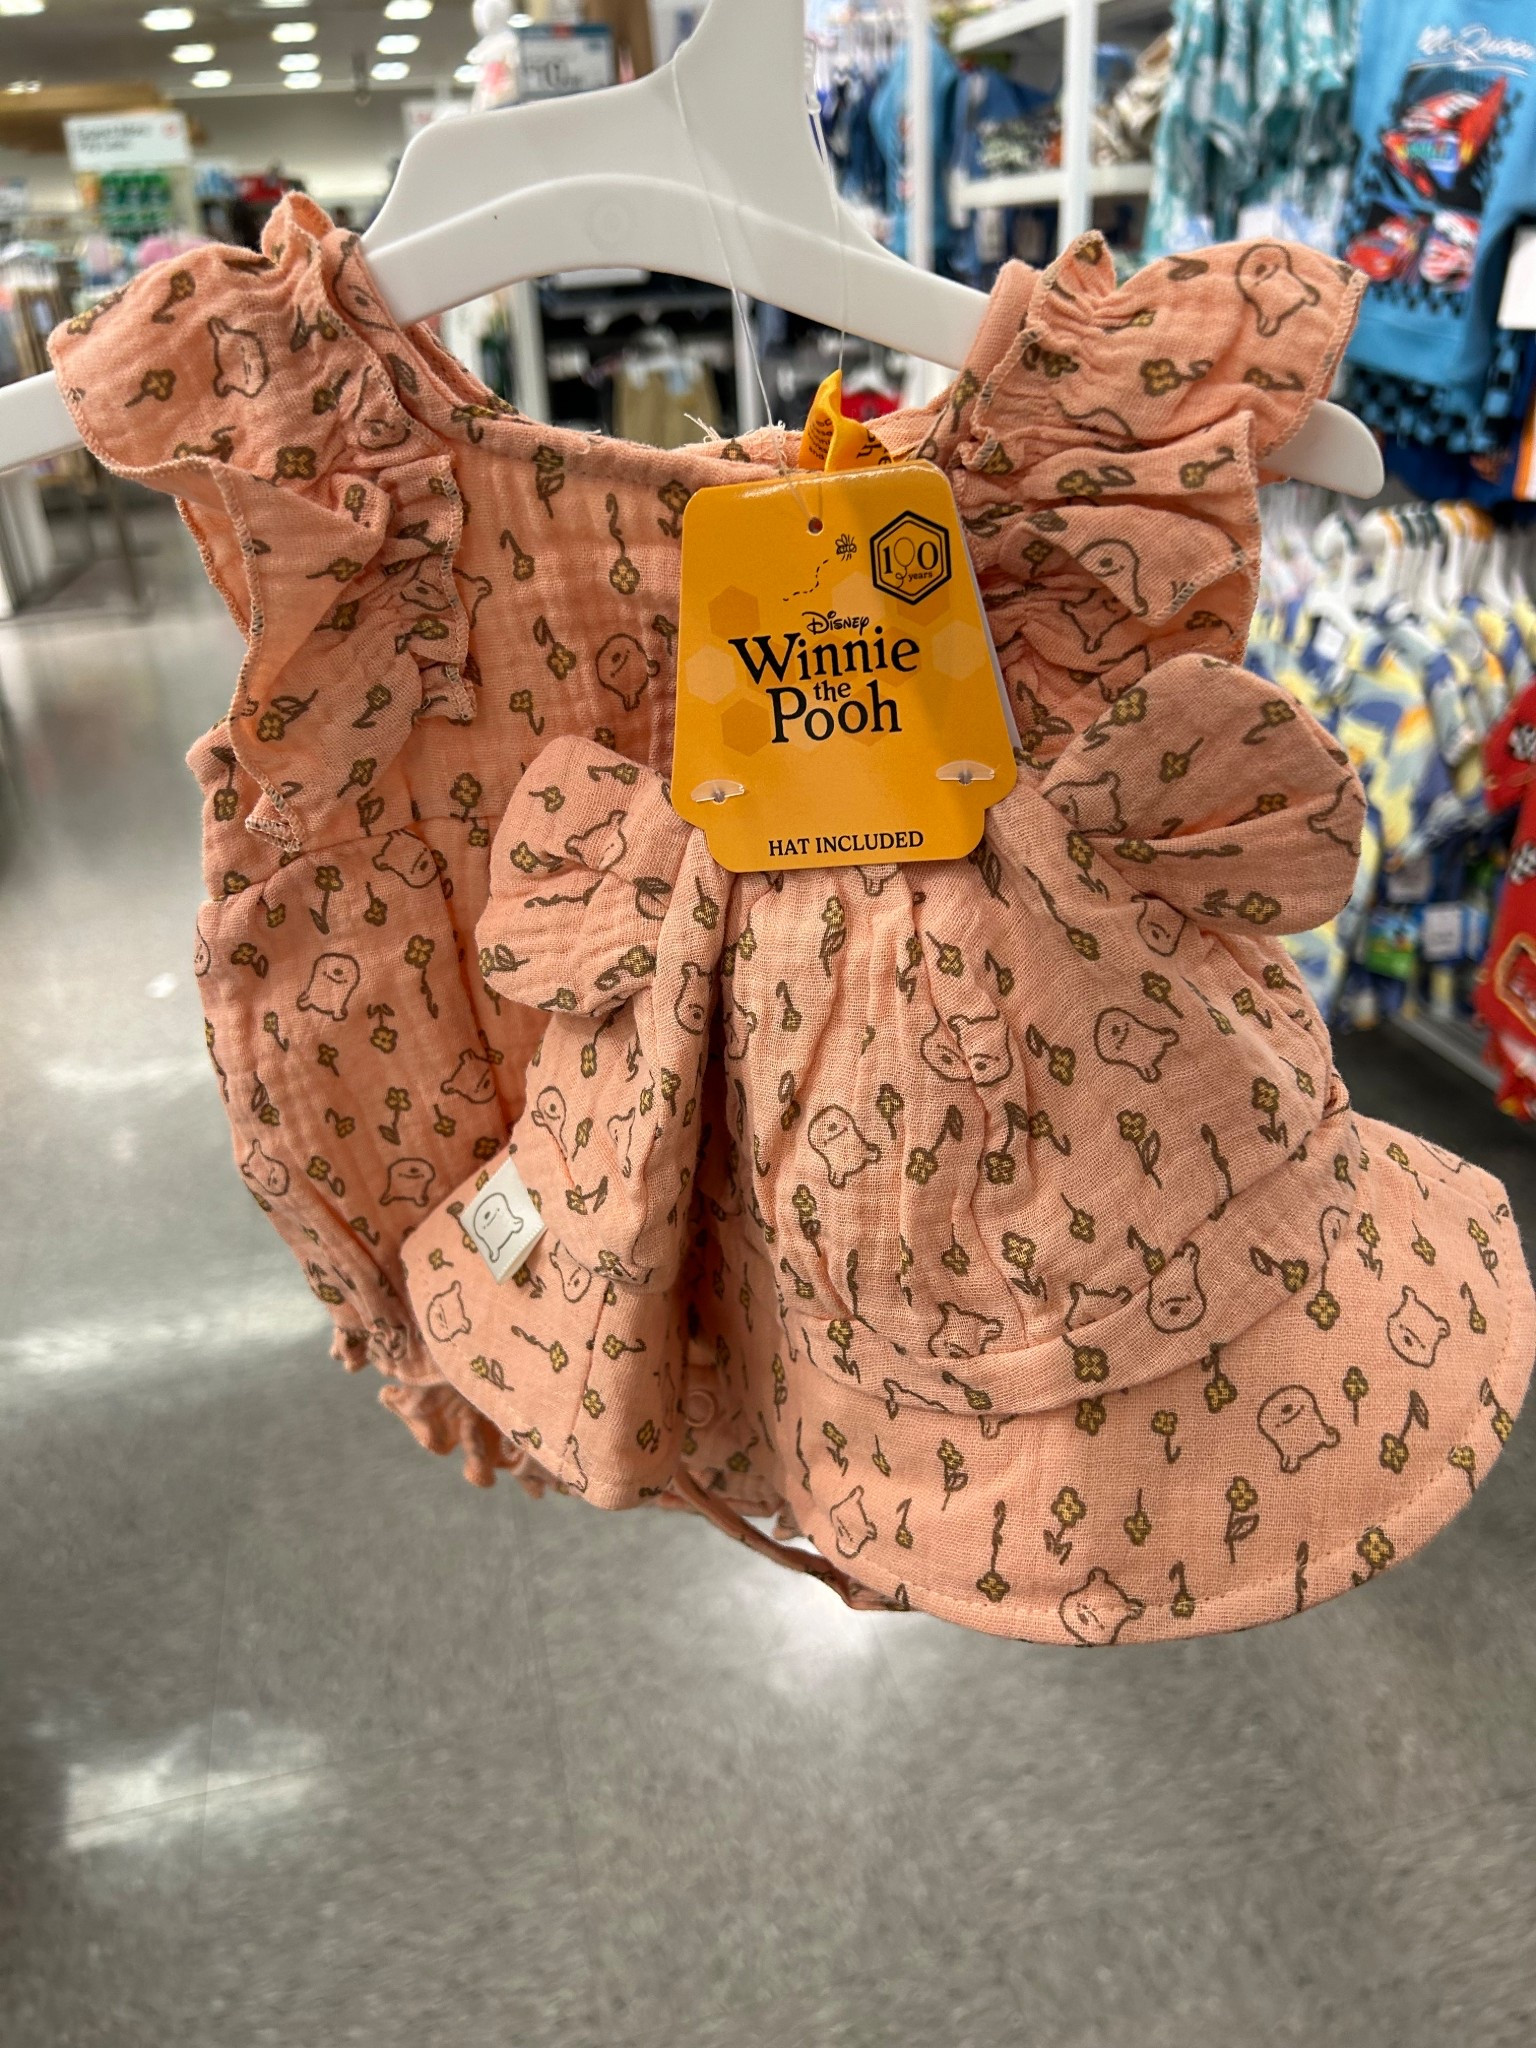 100
years
Disney
Winnie
the
Pooh
HAT INCLUDED